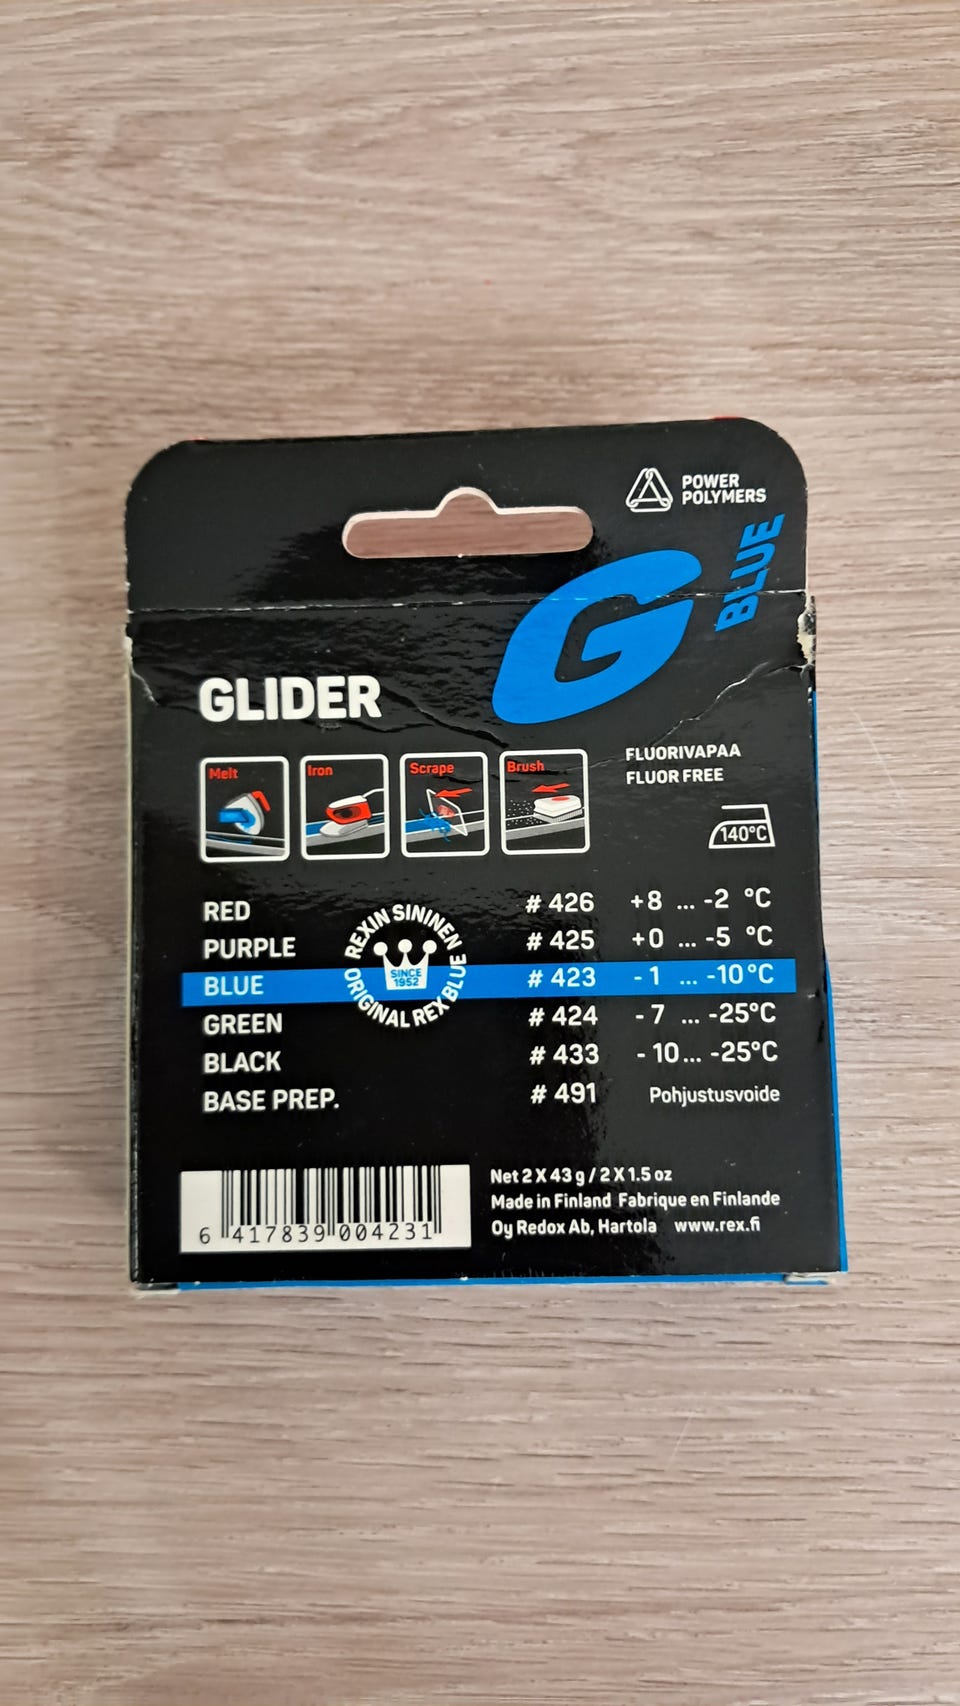 POWER
POLYMERS
G
BLUE
GLIDER
Melt
Iron
Scrape
Brush
FLUORIVAPAA
FLUOR FREE
140°C
RED # 426 +8 ... -2 °C
PURPLE # 425 +0 ... -5 °C
BLUE # 423 - 1 ... -10°C
GREEN # 424 - 7 ... -25°C
BLACK # 433 - 10... -25°C
BASE PREP. # 491 Pohjustusvoide
REXIN SININEN
SINCE
1952
ORIGINAL REX BLUE
6 417839 004231
Net 2 X 43 g / 2 X 1.5 oz
Made in Finland Fabrique en Finlande
Oy Redox Ab, Hartola www.rex.fi